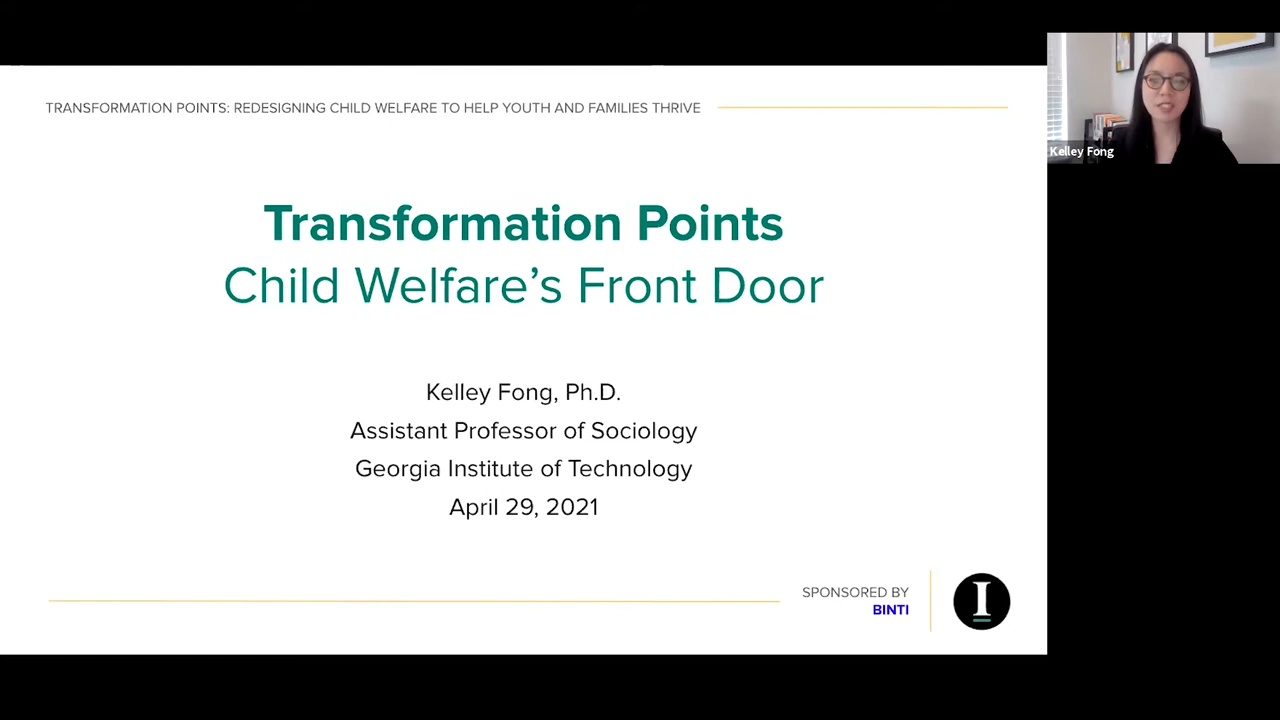 TRANSFORMATION POINTS: REDESIGNING CHILD WELFARE TO HELP YOUTH AND FAMILIES THRIVE
Kelley Fong
Transformation Points
Child Welfare’s Front Door
Kelley Fong, Ph.D.
Assistant Professor of Sociology
Georgia Institute of Technology
April 29, 2021
SPONSORED BY
BINTI
I